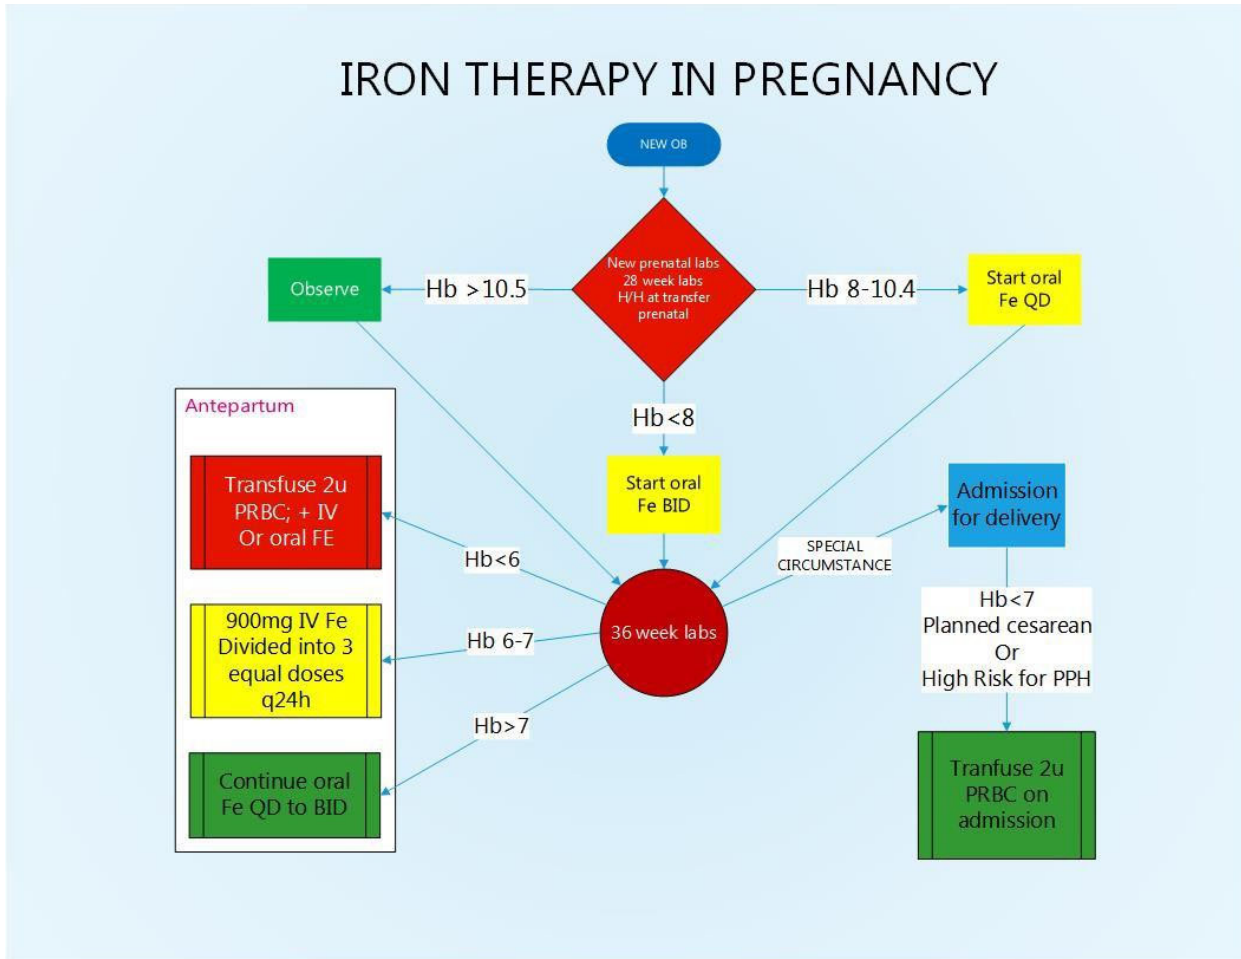 IRON THERAPY IN PREGNANCY
NEW OB
New prenatal labs
28 week labs
H/H at transfer
prenatal
Observe
Hb >10.5
Hb 8-10.4
Start oral
Fe QD
Hb<8
Start oral
Fe BID
Antepartum
Transfuse 2u
PRBC; + IV
Or oral FE
Hb<6
900mg IV Fe
Divided into 3
equal doses
q24h
Hb 6-7
Continue oral
Fe QD to BID
Hb>7
36 week labs
SPECIAL
CIRCUMSTANCE
Admission
for delivery
Hb<7
Planned cesarean
Or
High Risk for PPH
Tranfuse 2u
PRBC on
admission